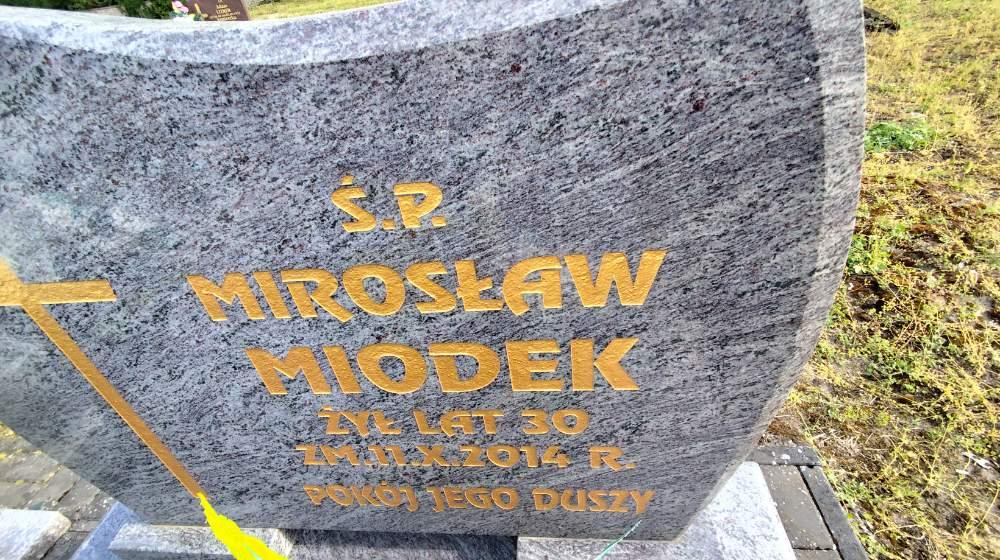 Ś.P.
MIROSŁAW
MIODEK
ŻYŁ LAT 30
ZM.11.X.2014 R.
POKÓJ JEGO DUSZY